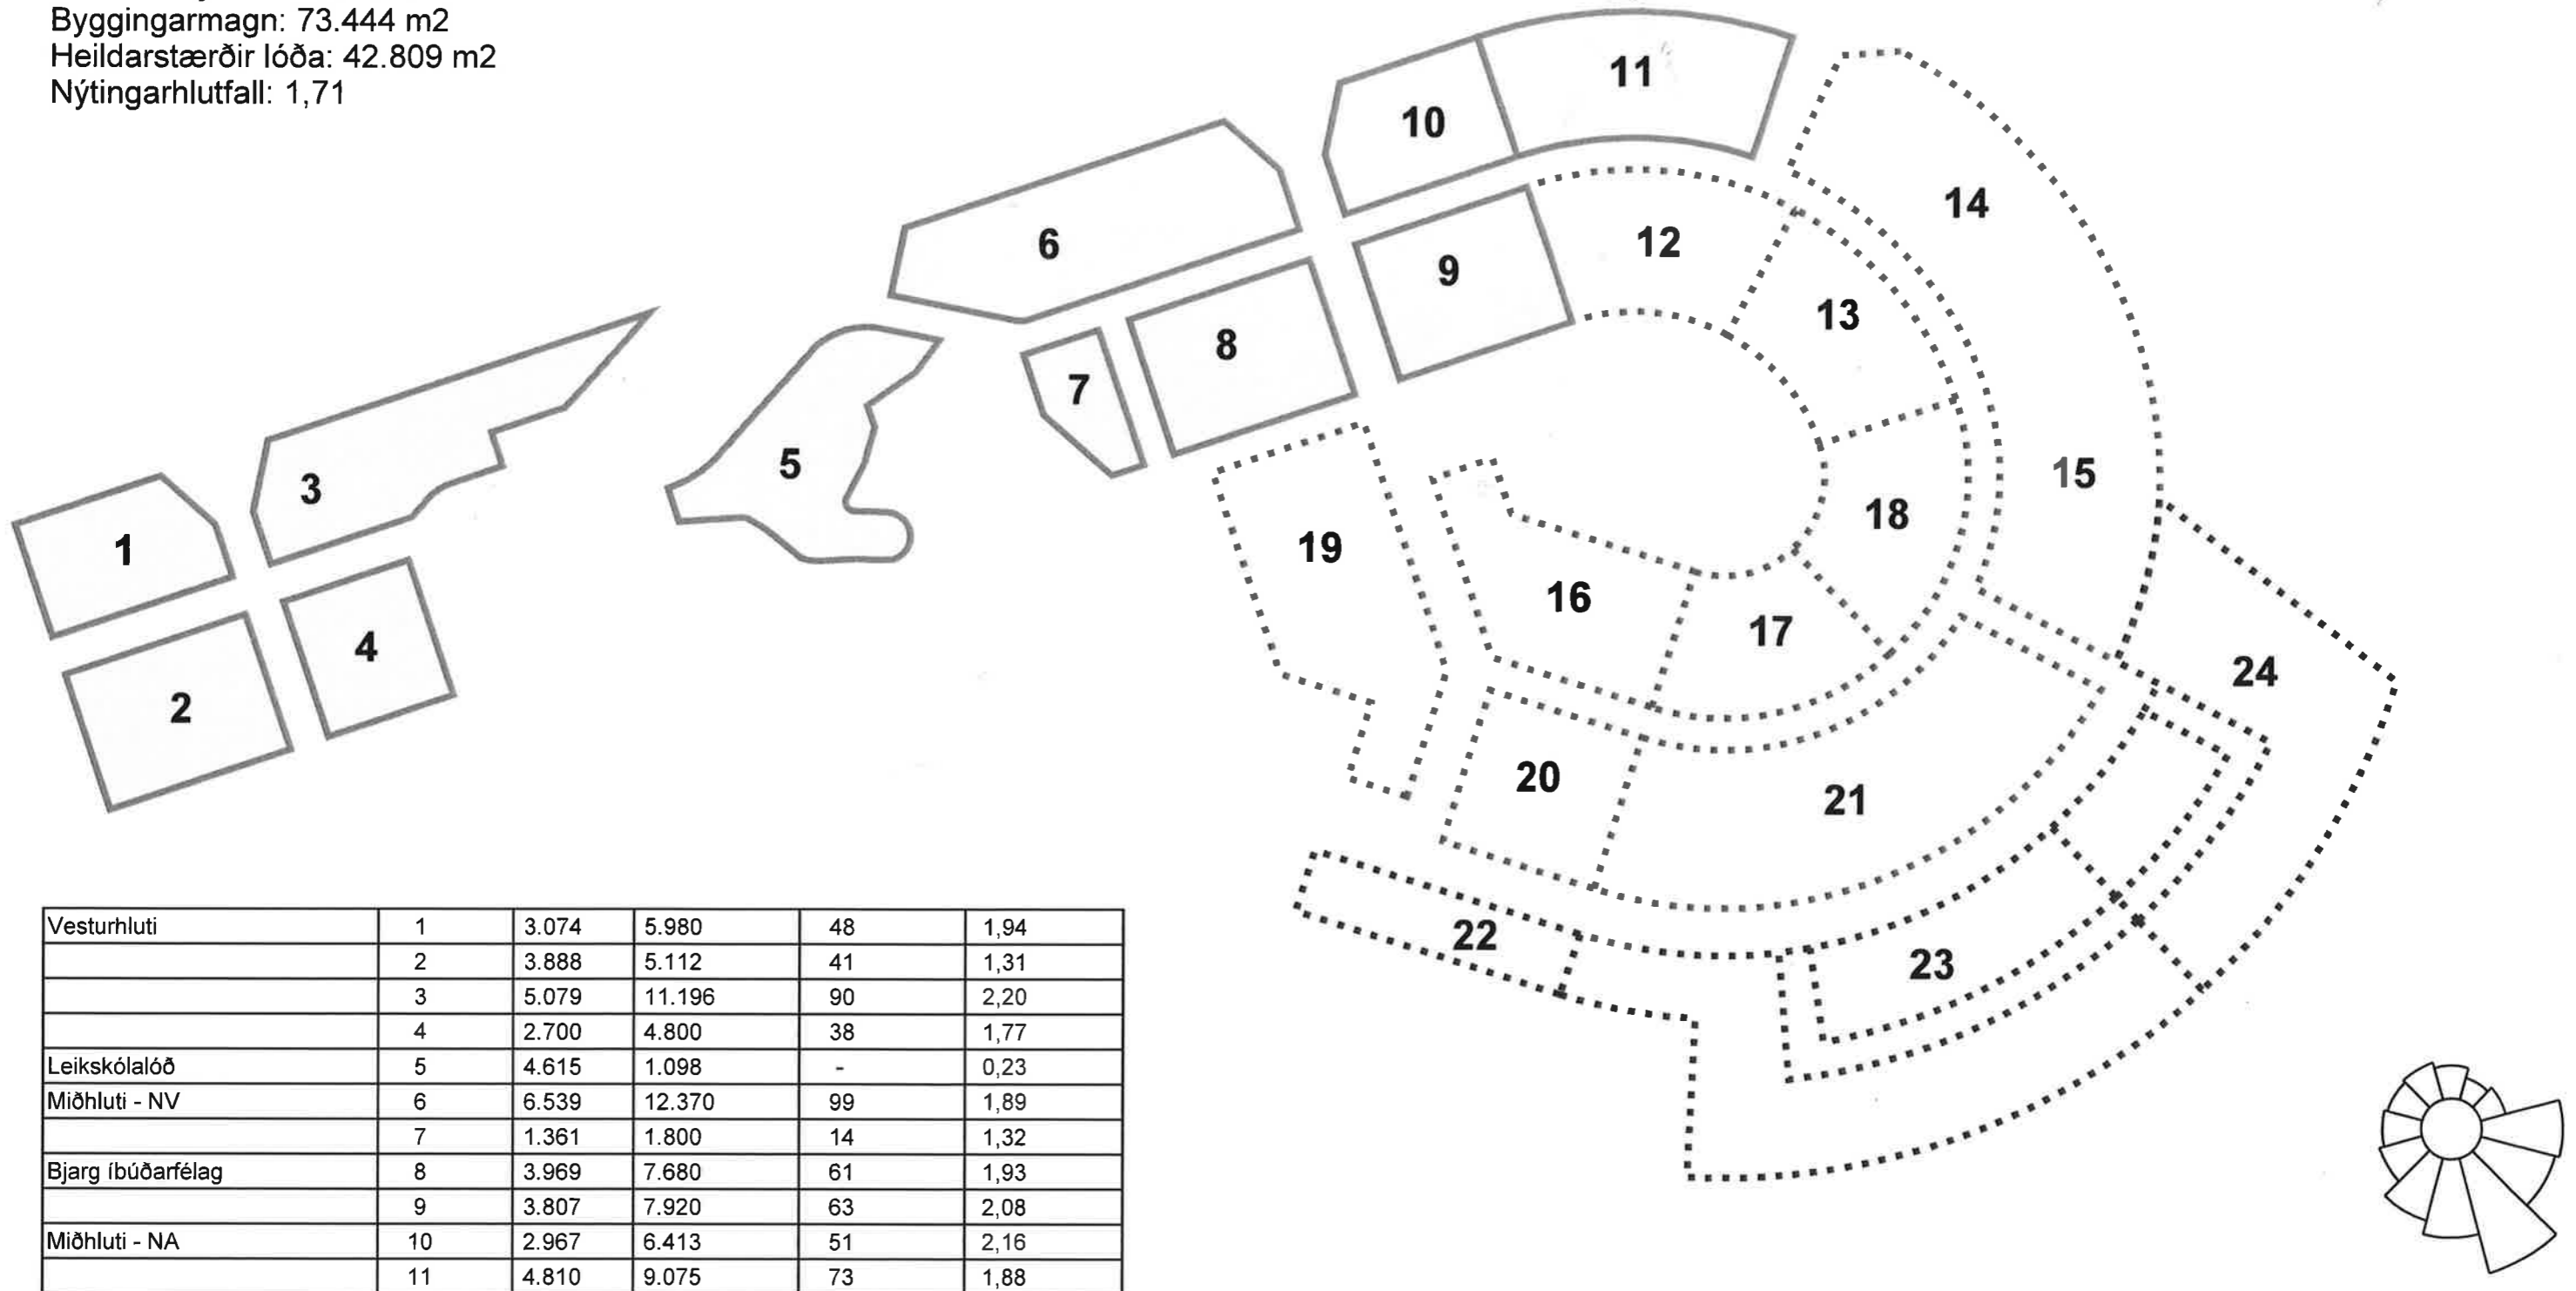 Byggingarmagn: 73.444 m2
Heildarstærðir lóða: 42.809 m2
Nýtingarhlutfall: 1,71
11
10
14
12
6
9
13
8
7
15
5
3
18
19
1
16
17
4
24
2
20
21
22
23
Vesturhluti 1 3.074 5.980 48 1,94
2 3.888 5.112 41 1,31
3 5.079 11.196 90 2,20
4 2.700 4.800 38 1,77
Leikskólalóð 5 4.615 1.098 - 0,23
Miðhluti - NV 6 6.539 12.370 99 1,89
7 1.361 1.800 14 1,32
Bjarg íbúðarfélag 8 3.969 7.680 61 1,93
9 3.807 7.920 63 2,08
Miðhluti - NA 10 2.967 6.413 51 2,16
11 4.810 9.075 73 1,88